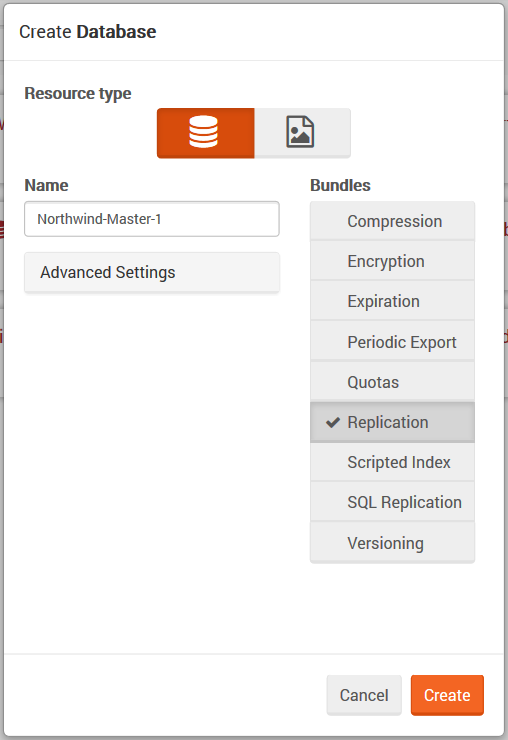 Create Database
Resource type
Name
Northwind-Master-1
Advanced Settings
Bundles
Compression
Encryption
Expiration
Periodic Export
Quotas
Replication
Scripted Index
SQL Replication
Versioning
Cancel
Create